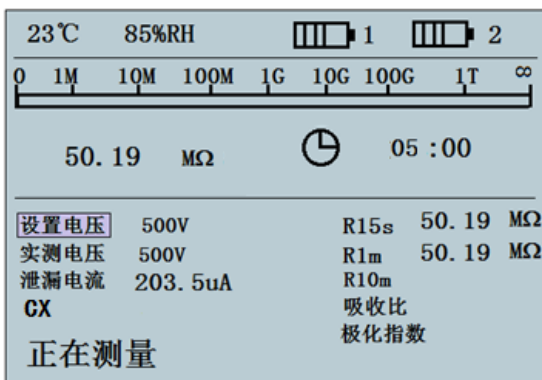 23℃ 85%RH 1 2
0 1M 10M 100M 1G 10G 100G 1T ∞
50.19 MΩ 05:00
设置电压 500V R15s 50.19 MΩ
实测电压 500V R1m 50.19 MΩ
泄漏电流 203.5uA R10m
CX 吸收比
极化指数
正在测量